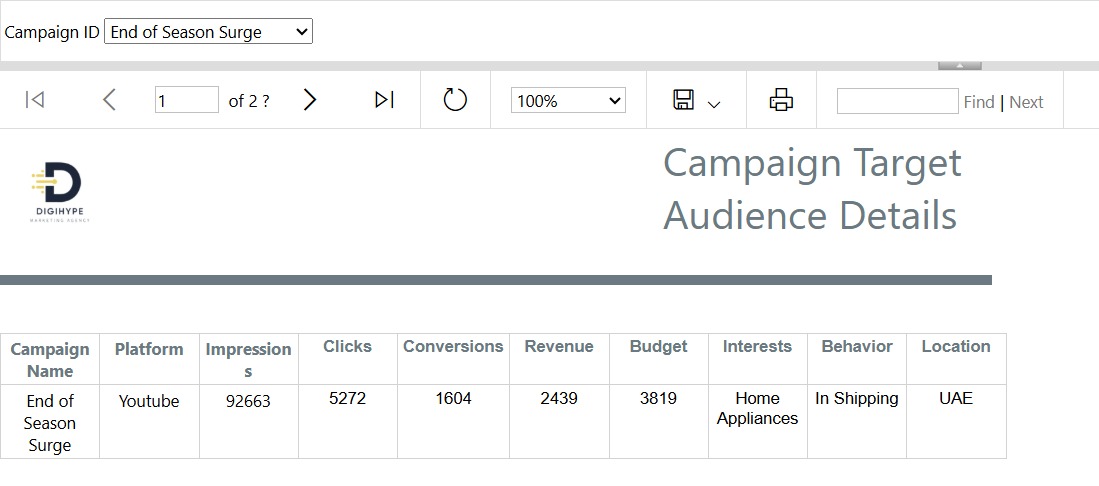 Campaign ID End of Season Surge
1 of 2 ? 100% Find | Next
DIGIHYPE
MARKETING AGENCY
Campaign Target
Audience Details
Campaign Name Platform Impressions Clicks Conversions Revenue Budget Interests Behavior Location
End of Season Surge Youtube 92663 5272 1604 2439 3819 Home Appliances In Shipping UAE